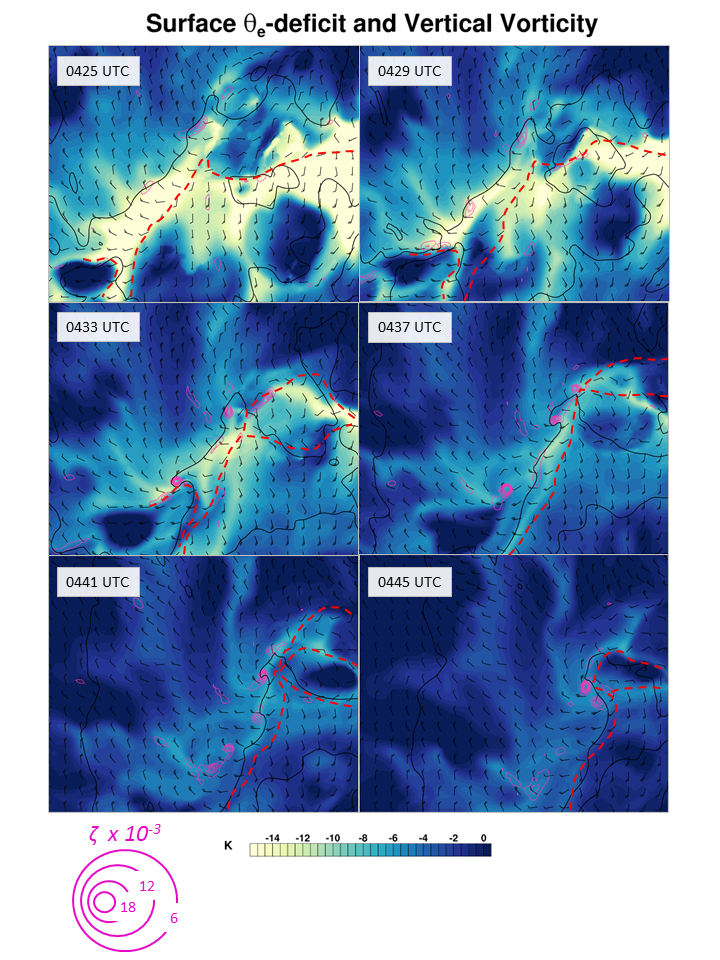 Surface θe-deficit and Vertical Vorticity
0425 UTC
0429 UTC
0433 UTC
0437 UTC
0441 UTC
0445 UTC
ζ x 10-3
12
18
6
K
-14 -12 -10 -8 -6 -4 -2 0